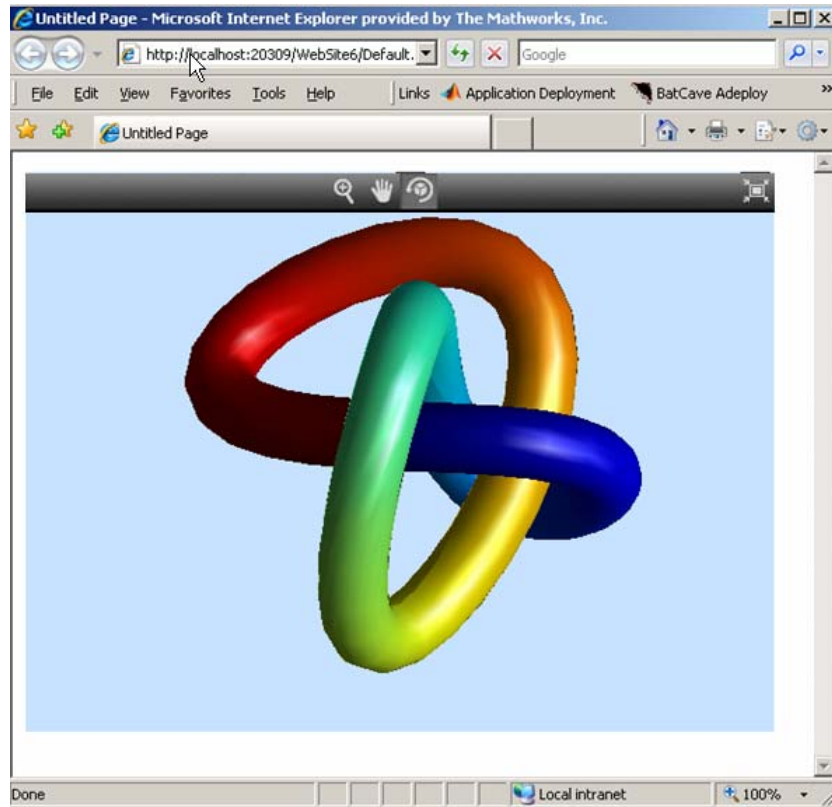 Untitled Page - Microsoft Internet Explorer provided by The Mathworks, Inc.
http://localhost:20309/WebSite6/Default.
Google
File Edit View Favorites Tools Help Links Application Deployment BatCave Adeploy »
Untitled Page
Done Local intranet 100%